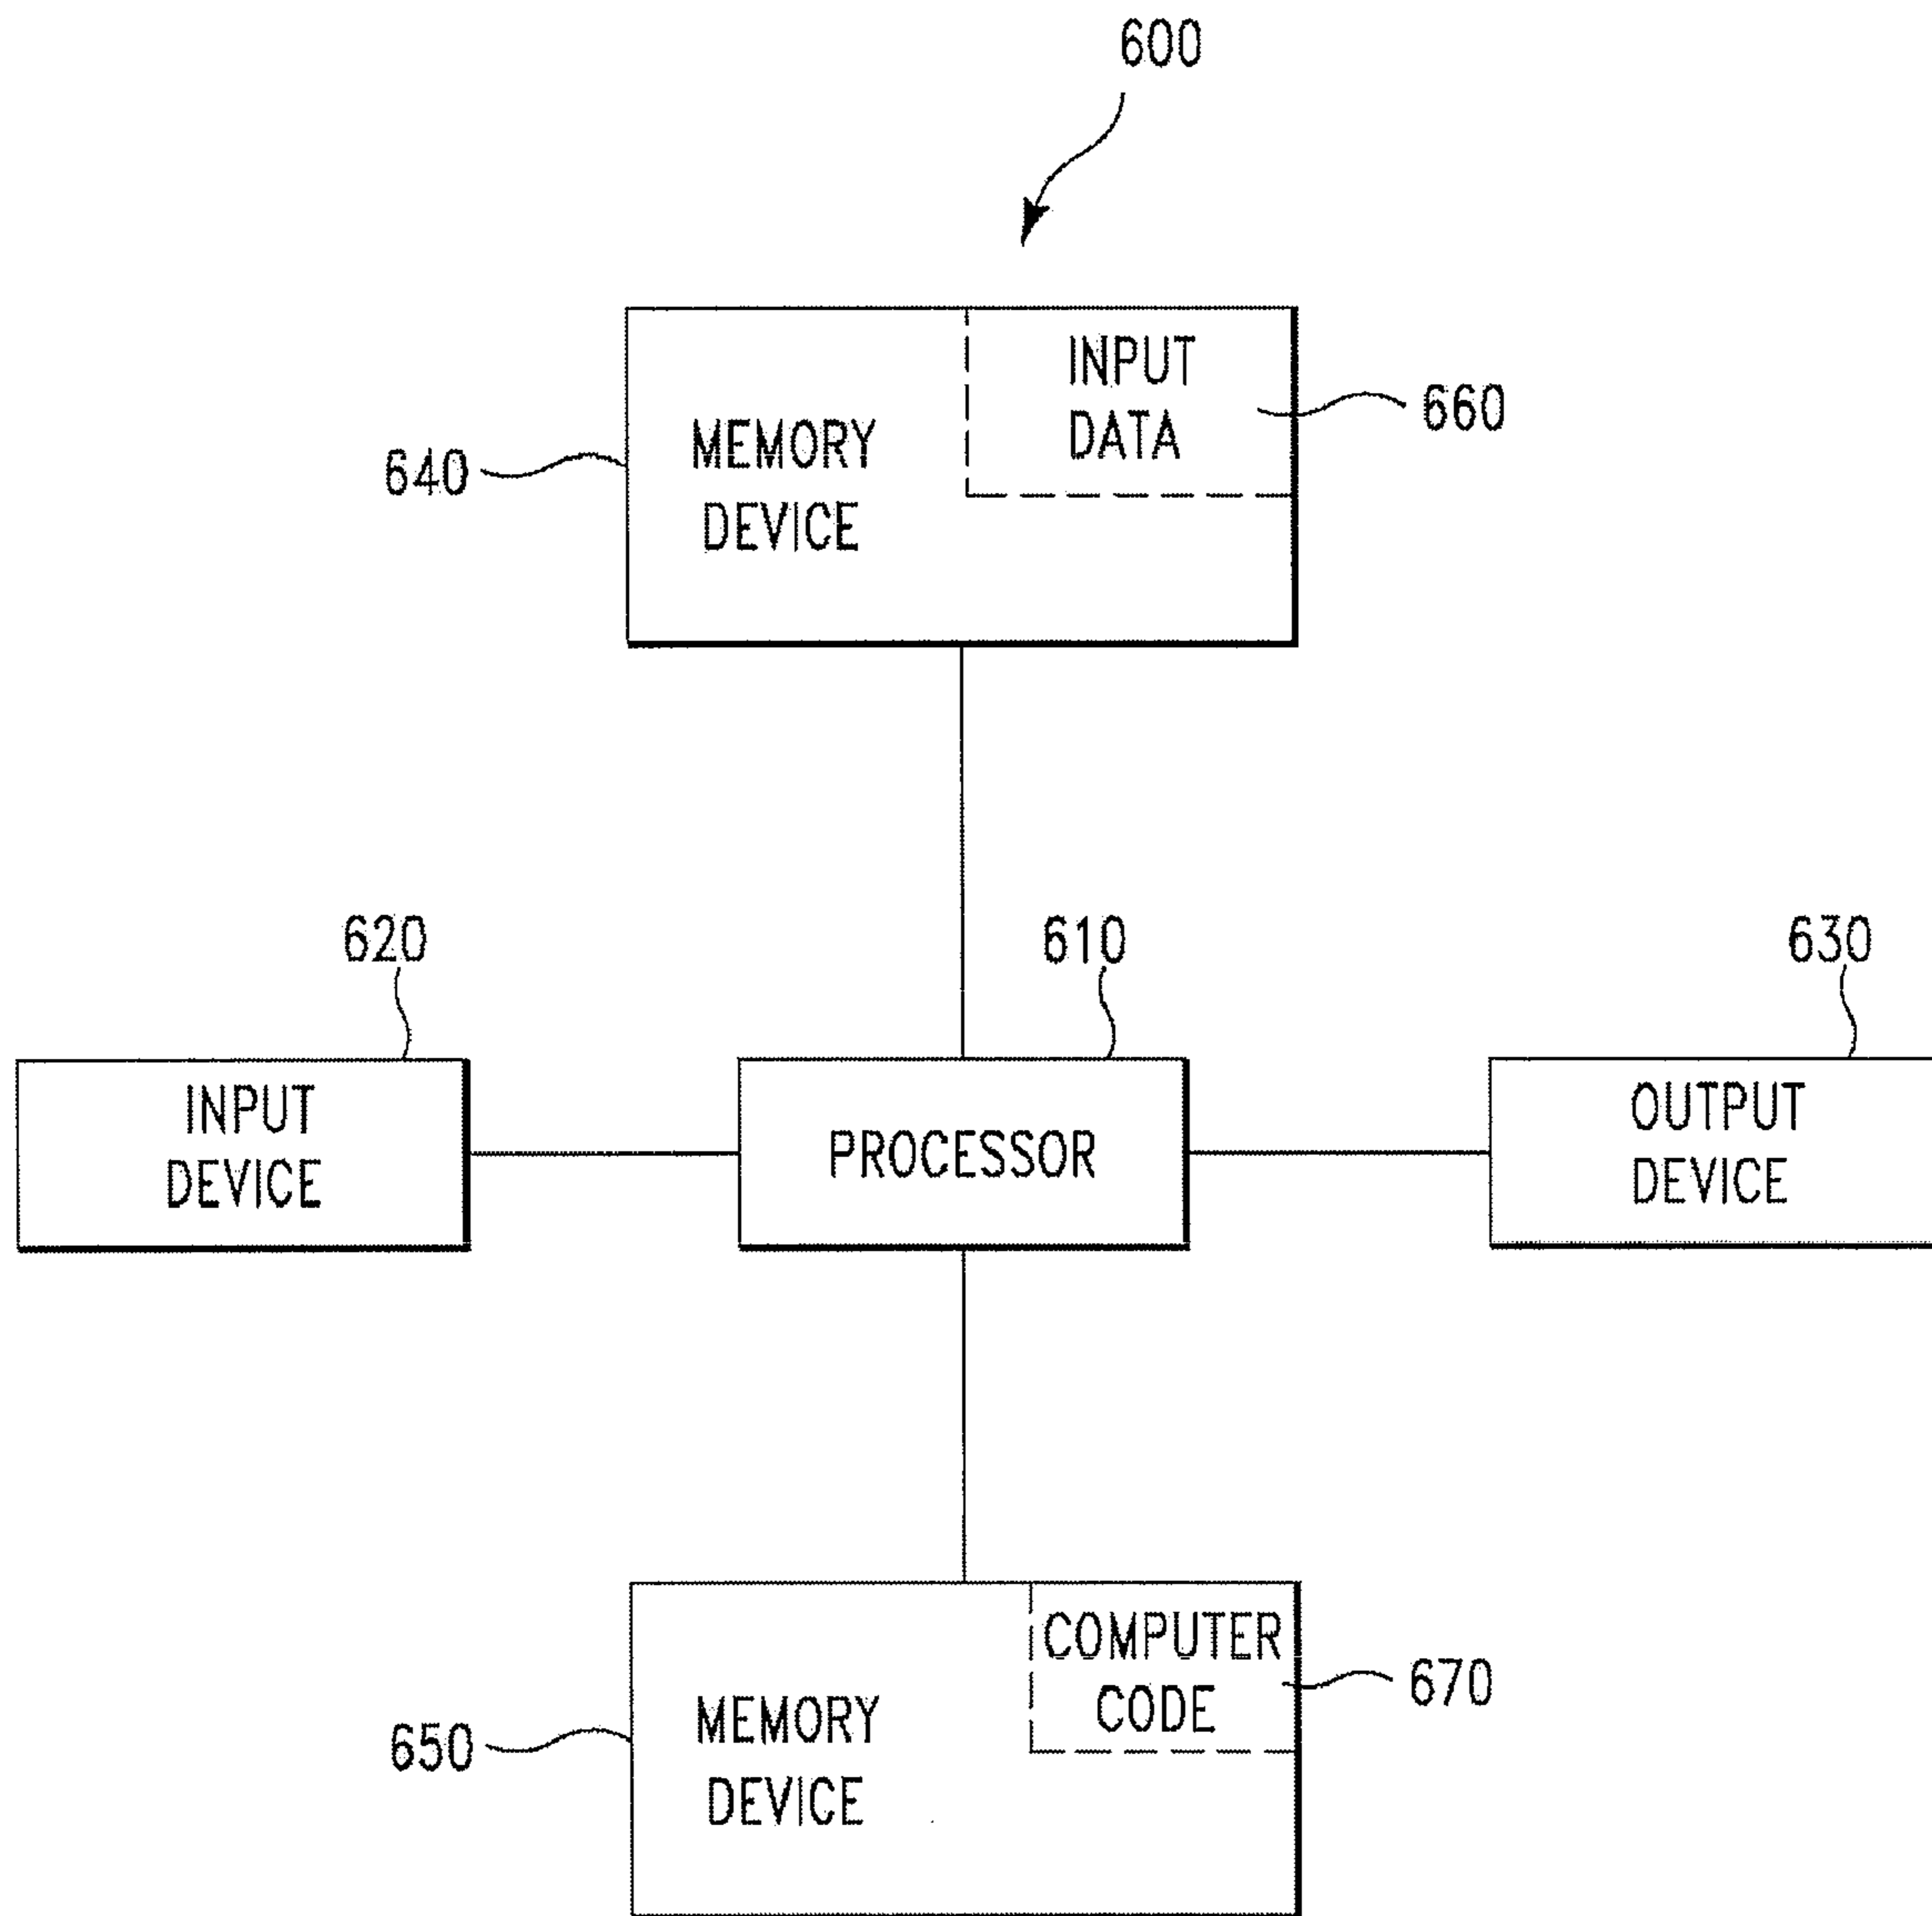 600
INPUT
DATA
660
MEMORY
DEVICE
640
620
610
630
INPUT
DEVICE
PROCESSOR
OUTPUT
DEVICE
COMPUTER
CODE
670
MEMORY
DEVICE
650